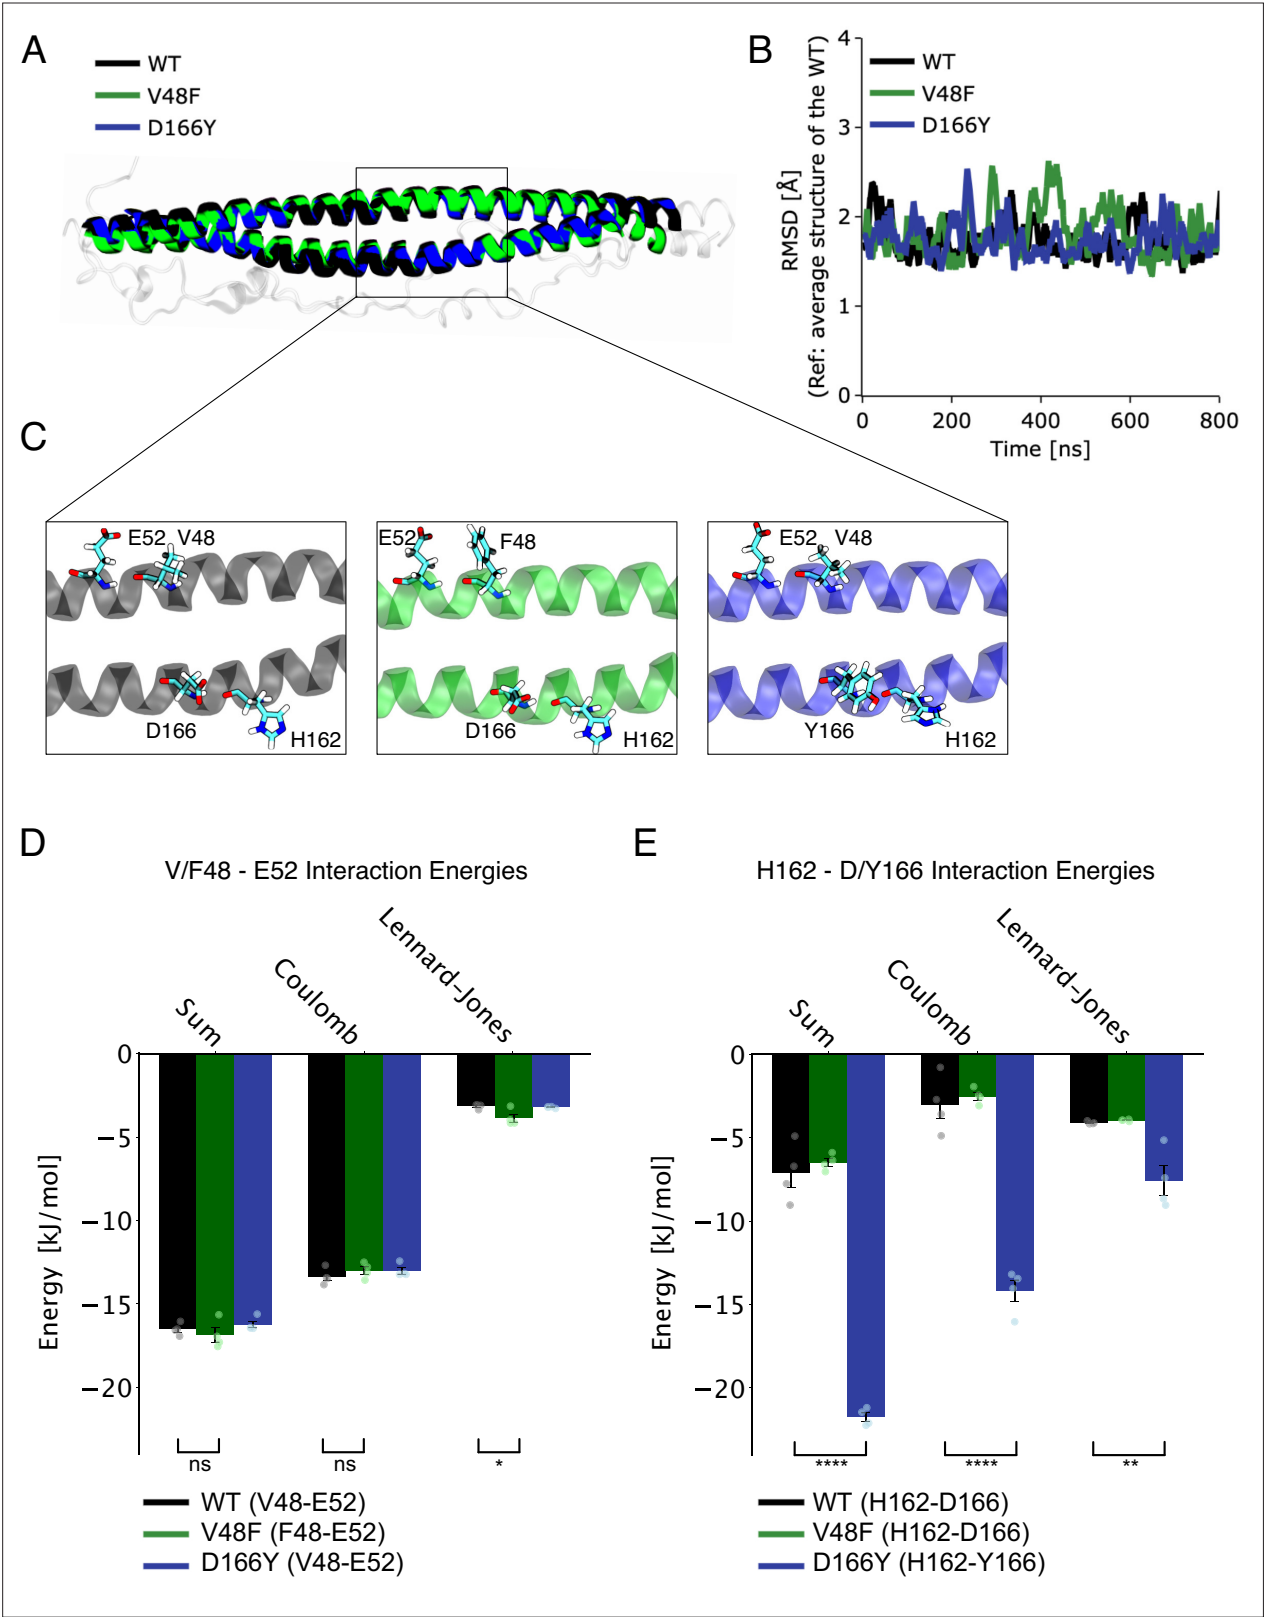 A
WT
V48F
D166Y
B
WT
V48F
D166Y
RMSD [Å]
(Ref: average structure of the WT)
4
3
2
1
0
0 200 400 600 800
Time [ns]
C
E52 V48
D166
H162
E52
F48
D166
H162
E52 V48
Y166
H162
D
V/F48 - E52 Interaction Energies
Sum
Coulomb
Lennard-Jones
Energy [kJ/mol]
0
−5
−10
−15
−20
ns
ns
*
WT (V48-E52)
V48F (F48-E52)
D166Y (V48-E52)
E
H162 - D/Y166 Interaction Energies
Sum
Coulomb
Lennard-Jones
Energy [kJ/mol]
0
−5
−10
−15
−20
****
****
**
WT (H162-D166)
V48F (H162-D166)
D166Y (H162-Y166)